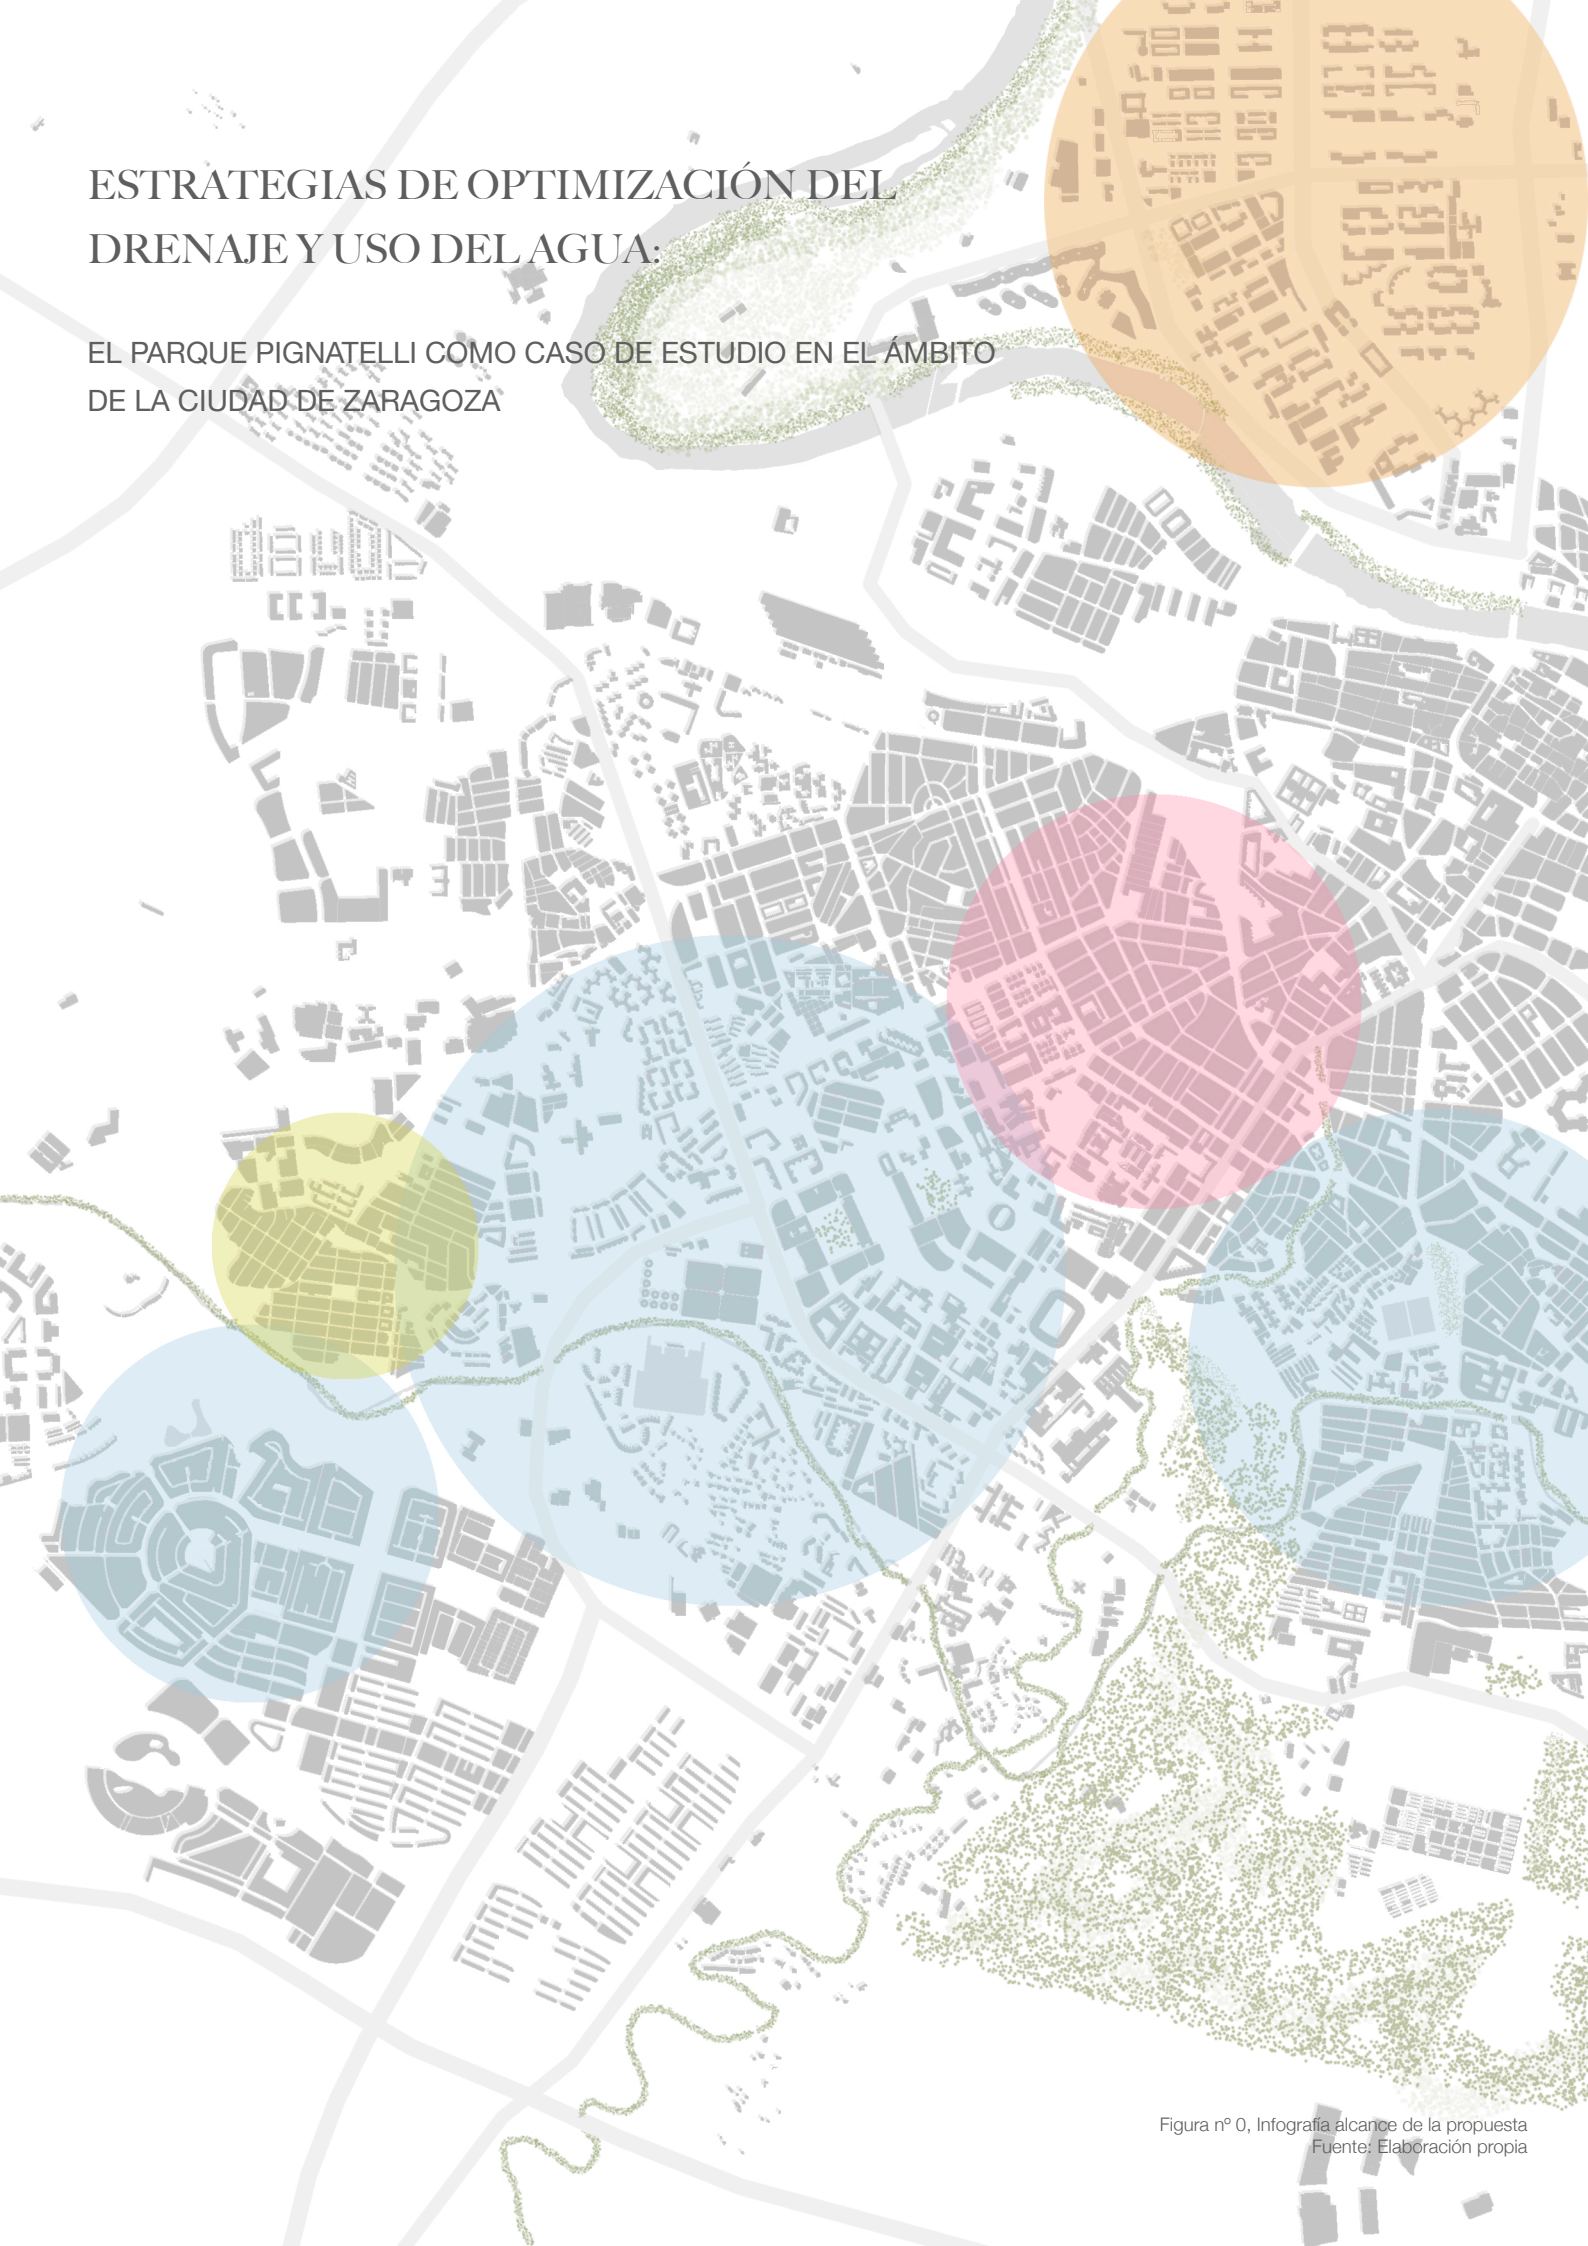 ESTRATEGIAS DE OPTIMIZACIÓN DEL
DRENAJE Y USO DEL AGUA:
EL PARQUE PIGNATELLI COMO CASO DE ESTUDIO EN EL ÁMBITO
DE LA CIUDAD DE ZARAGOZA
Figura nº 0, Infografía alcance de la propuesta
Fuente: Elaboración propia